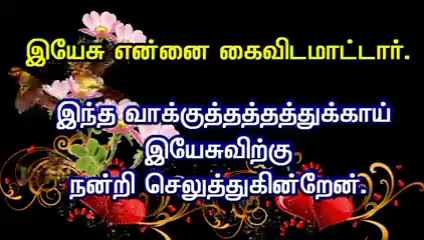 இயேசு என்னை கைவிடமாட்டார்.
இந்த வாக்குத்தத்தத்துக்காய்
இயேசுவிற்கு
நன்றி செலுத்துகின்றேன்.